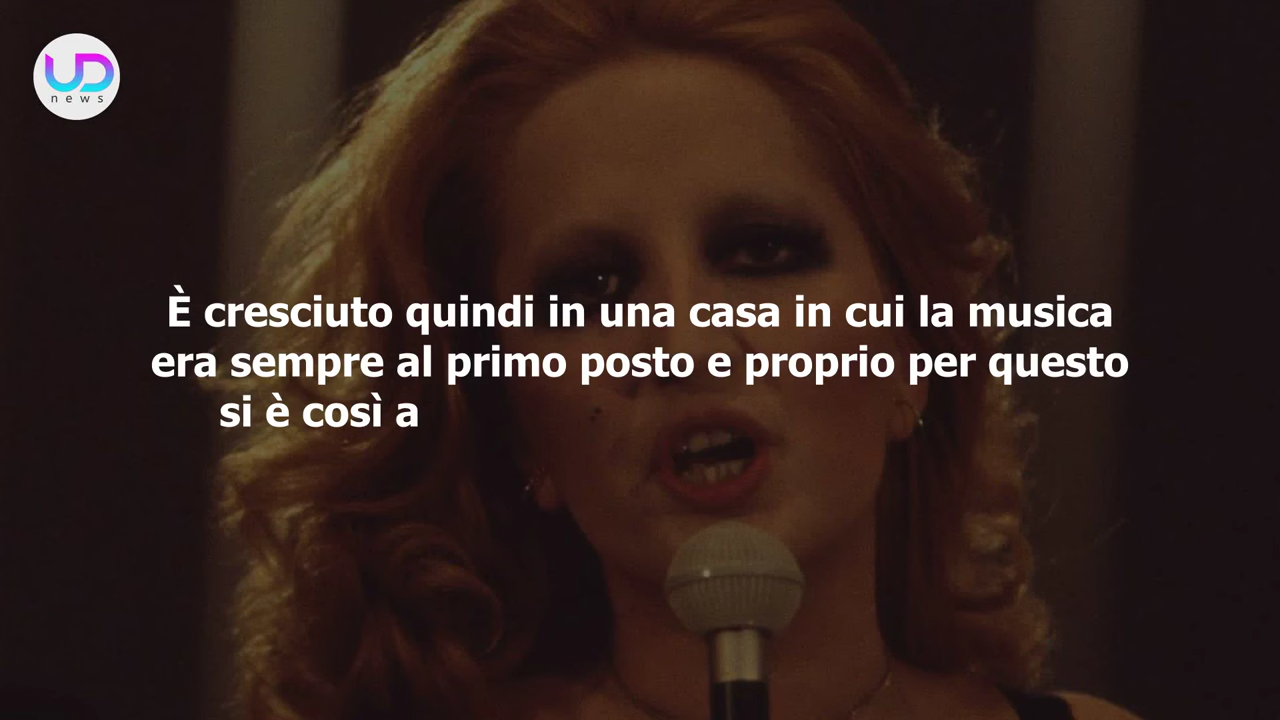 UD
news
È cresciuto quindi in una casa in cui la musica
era sempre al primo posto e proprio per questo
si è così a